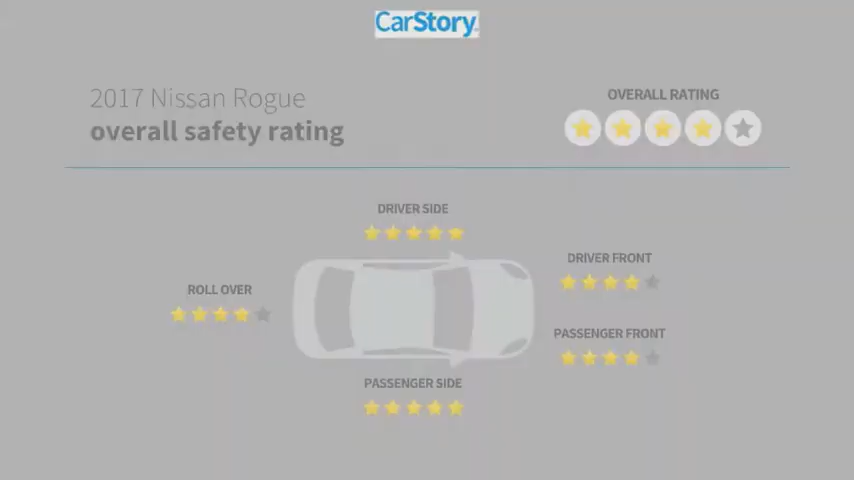 CarStory
2017 Nissan Rogue
overall safety rating
OVERALL RATING
DRIVER SIDE
DRIVER FRONT
ROLL OVER
PASSENGER FRONT
PASSENGER SIDE